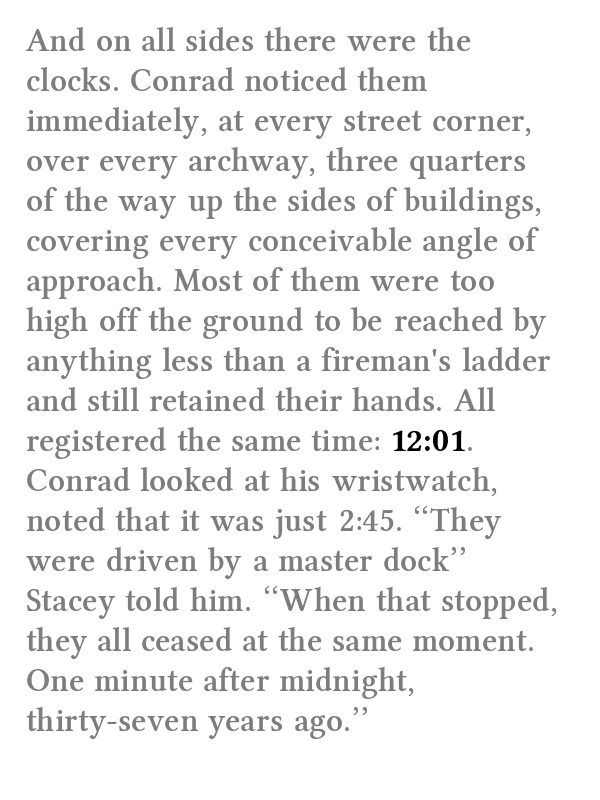 And on all sides there were the
clocks. Conrad noticed them
immediately, at every street corner,
over every archway, three quarters
of the way up the sides of buildings,
covering every conceivable angle of
approach. Most of them were too
high off the ground to be reached by
anything less than a fireman's ladder
and still retained their hands. All
registered the same time: 12:01.
Conrad looked at his wristwatch,
noted that it was just 2:45. ‘‘They
were driven by a master dock’’
Stacey told him. ‘‘When that stopped,
they all ceased at the same moment.
One minute after midnight,
thirty-seven years ago.’’